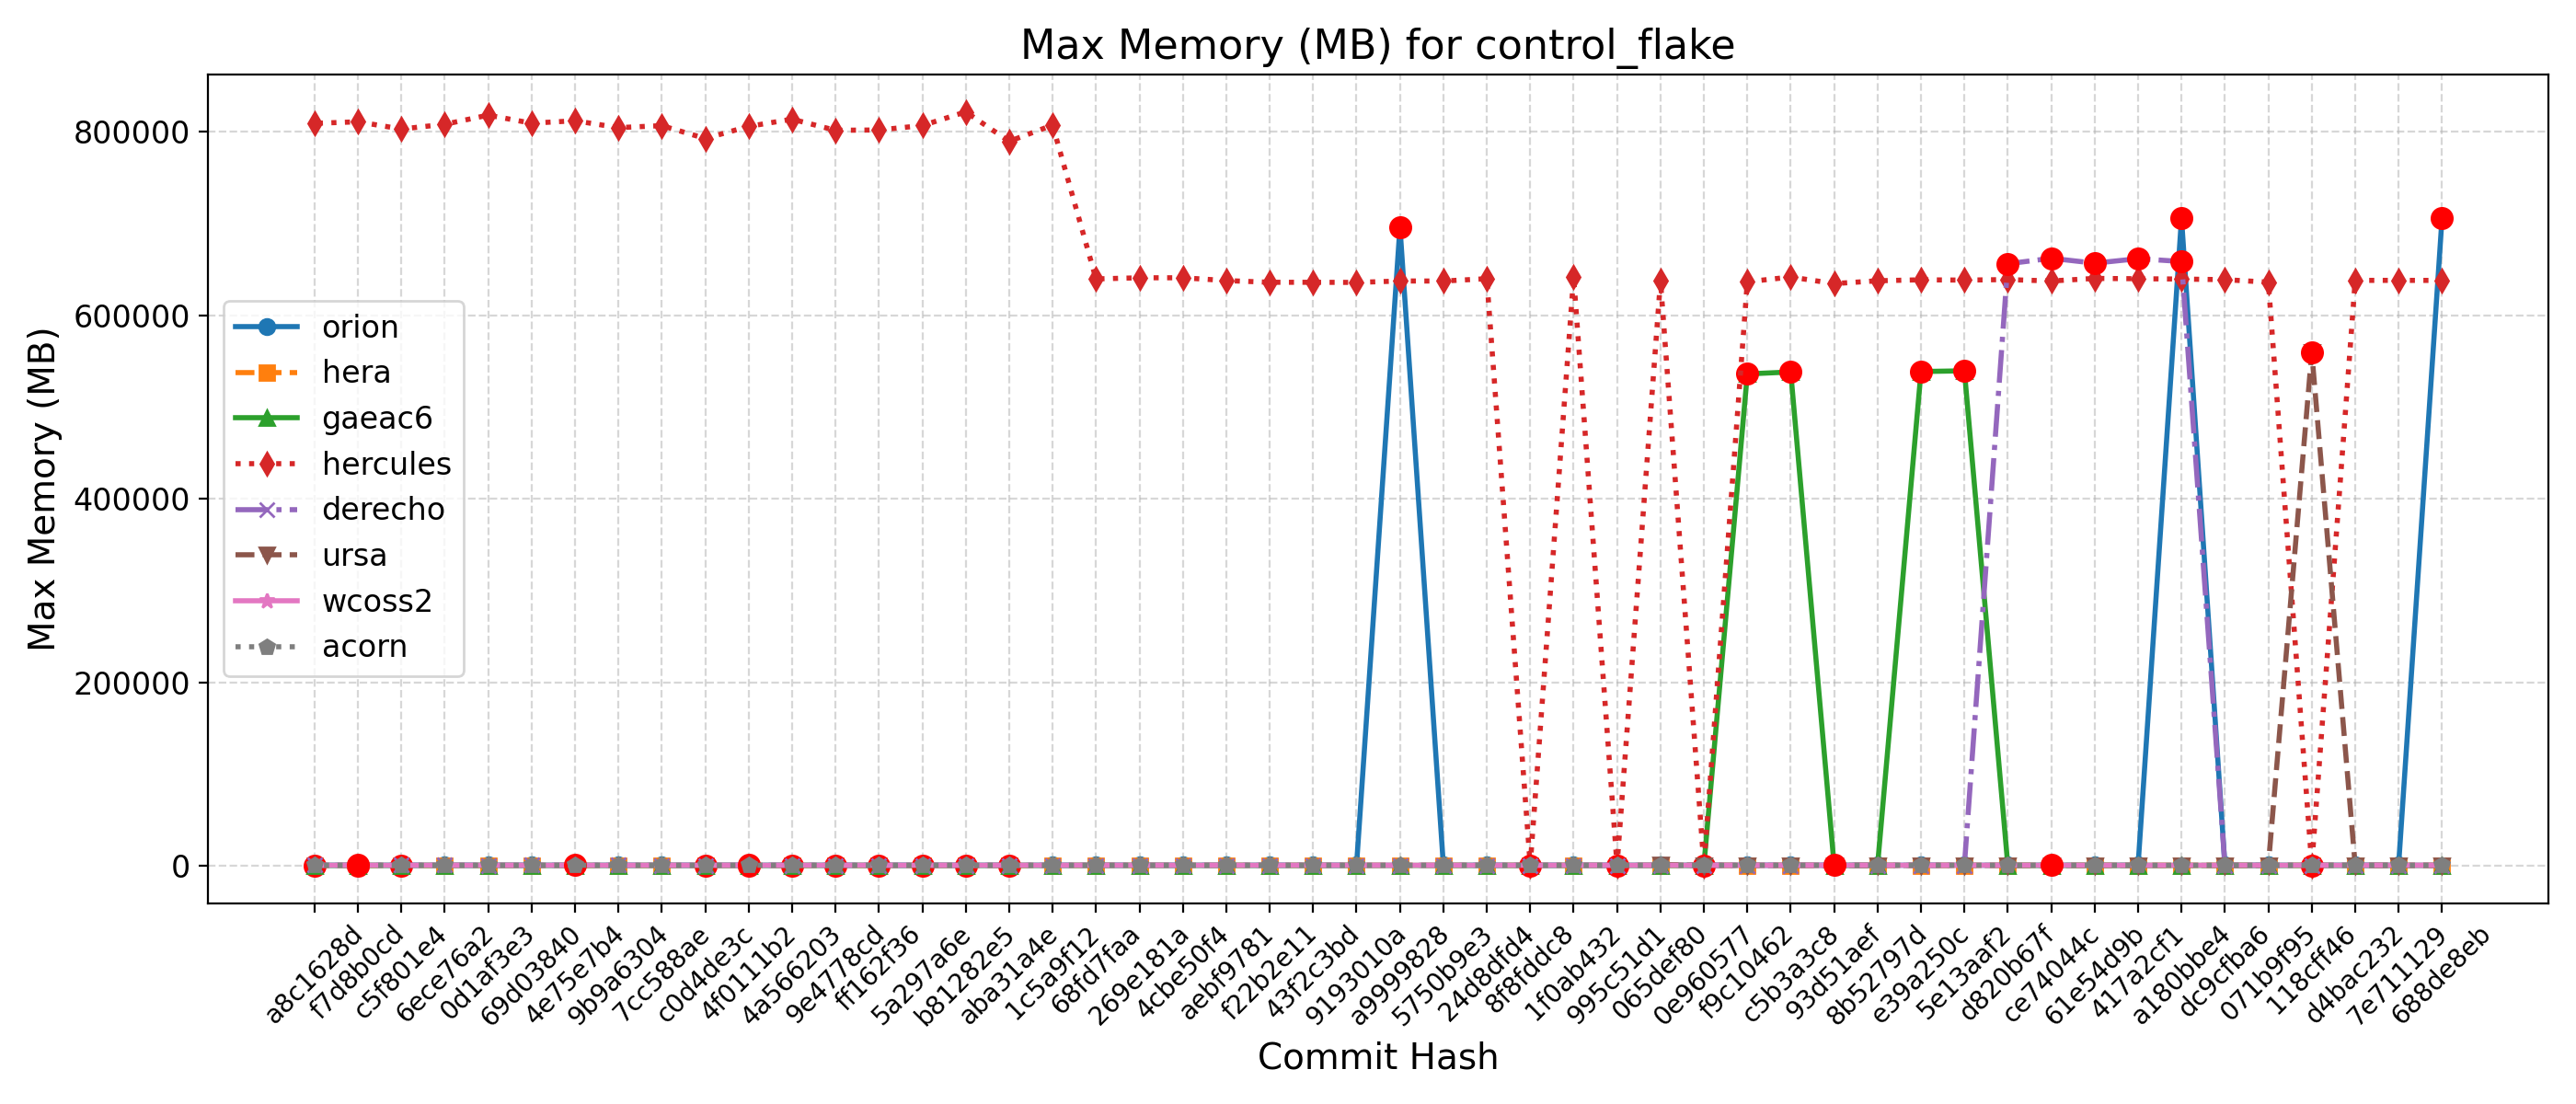 Max Memory (MB) for control_flake
Max Memory (MB)
800000
600000
400000
200000
0
orion
hera
gaeac6
hercules
derecho
ursa
wcoss2
acorn
a8c1628d
f7d8b0cd
c5f801e4
6ece76a2
0d1af3e3
69d03840
4e75e7b4
9b9a6304
7cc588ae
c0d4de3c
4f0111b2
4a566203
9e4778cd
ff162f36
5a297a6e
b81282e5
aba31a4e
1c5a9f12
68fd7faa
269e181a
4cbe50f4
aebf9781
f22b2e11
43f2c3bd
9193010a
a9999828
5750b9e3
24d8dfd4
8f8fddc8
1f0ab432
995c51d1
065def80
0e960577
f9c10462
c5b3a3c8
93d51aef
8b52797d
e39a250c
5e13aaf2
d820b67f
ce74044c
61e54d9b
417a2cf1
a180bbe4
dc9cfba6
071b9f95
118cff46
d4bac232
7e711129
688de8eb
Commit Hash